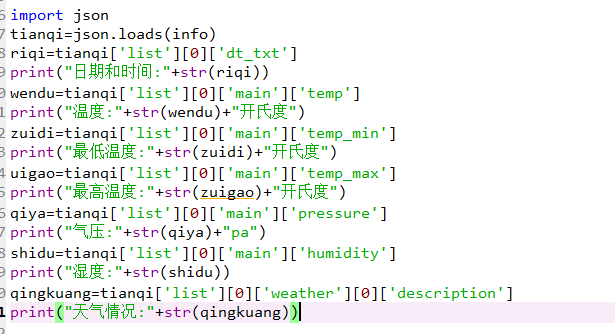 import json
tianqi=json.loads(info)
riqi=tianqi['list'][0]['dt_txt']
print("日期和时间:"+str(riqi))
wendu=tianqi['list'][0]['main']['temp']
print("温度:"+str(wendu)+"开氏度")
zuidi=tianqi['list'][0]['main']['temp_min']
print("最低温度:"+str(zuidi)+"开氏度")
uigao=tianqi['list'][0]['main']['temp_max']
print("最高温度:"+str(zuigao)+"开氏度")
qiya=tianqi['list'][0]['main']['pressure']
print("气压:"+str(qiya)+"pa")
shidu=tianqi['list'][0]['main']['humidity']
print("湿度:"+str(shidu))
qingkuang=tianqi['list'][0]['weather'][0]['description']
print("天气情况:"+str(qingkuang))